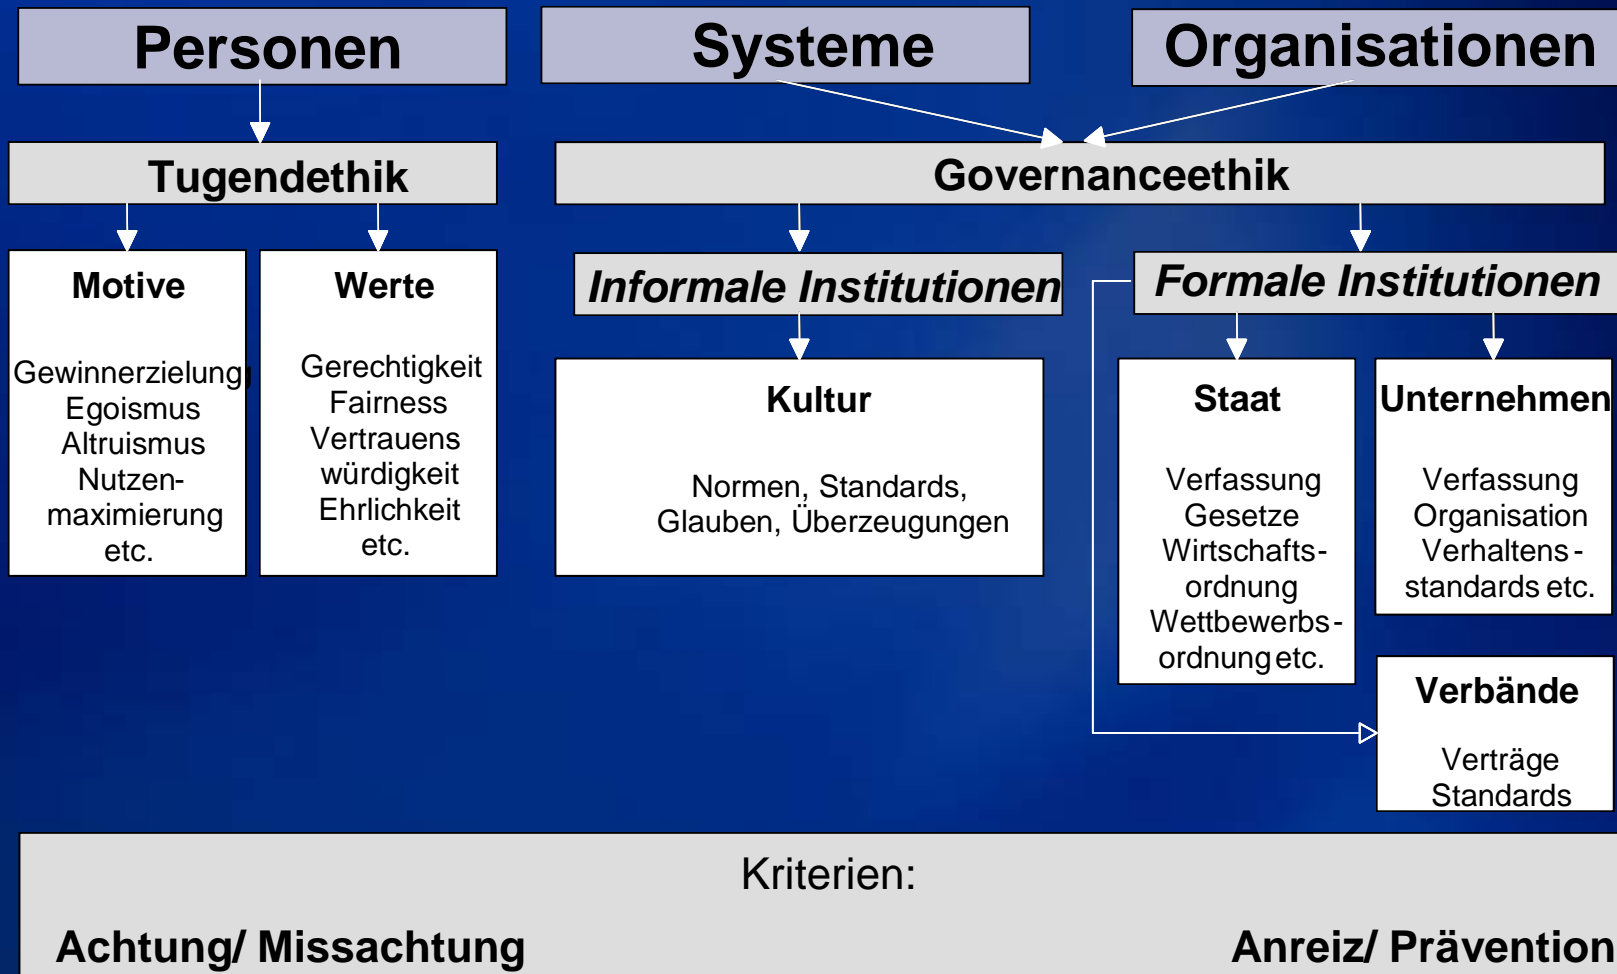 Personen
Systeme
Organisationen
Tugendethik
Governanceethik
Motive
Gewinnerzielung
Egoismus
Altruismus
Nutzen-
maximierung
etc.
Werte
Gerechtigkeit
Fairness
Vertrauens
würdigkeit
Ehrlichkeit
etc.
Informale Institutionen
Kultur
Normen, Standards,
Glauben, Überzeugungen
Formale Institutionen
Staat
Verfassung
Gesetze
Wirtschafts-
ordnung
Wettbewerbs-
ordnung etc.
Unternehmen
Verfassung
Organisation
Verhaltens-
standards etc.
Verbände
Verträge
Standards
Kriterien:
Achtung/ Missachtung
Anreiz/ Prävention